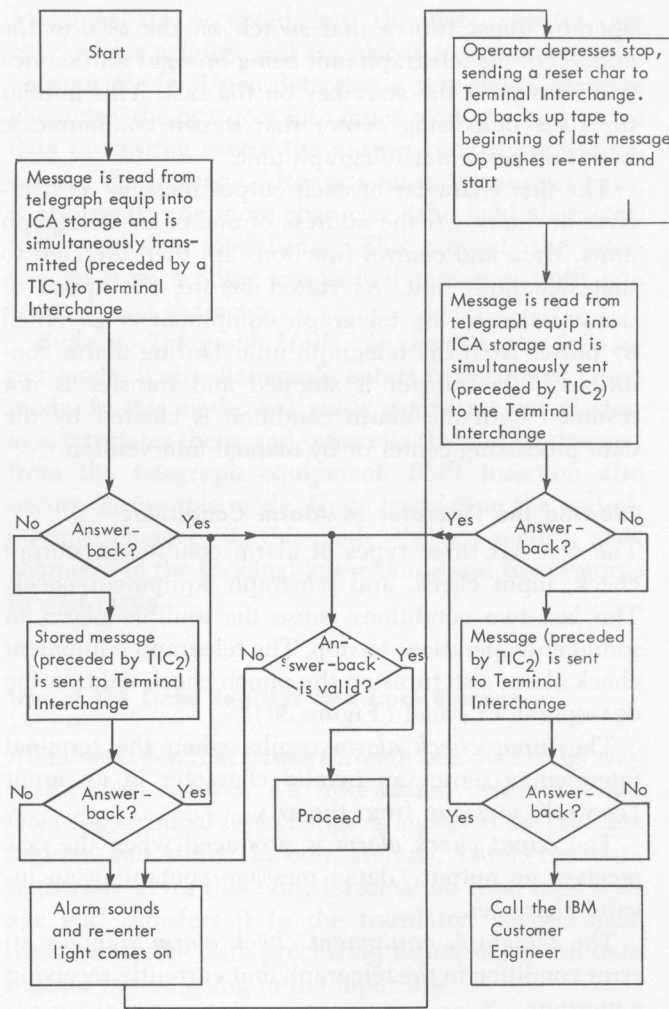 Start
Message is read from
telegraph equip into
ICA storage and is
simultaneously trans-
mitted (preceded by
TIC₁) to Terminal
Interchange
Operator depresses stop,
sending a reset char to
Terminal Interchange.
Op backs up tape to
beginning of last message
Op pushes re-enter and
start
Message is read from
telegraph equip into
ICA storage and is
simultaneously sent
(preceded by TIC₂)
to the Terminal
Interchange
No
Answer-
back?
Yes
Yes
Answer-
back?
No
Stored message
(preceded by TIC₂)
is sent to Terminal
Interchange
No
An-
swer-back
is valid?
Yes
Message (preceded
by TIC₂) is sent
to Terminal
Interchange
No
Answer-
back?
Yes
Proceed
Yes
Answer-
back?
No
Alarm sounds
and re-enter
light comes on
Call the IBM
Customer
Engineer